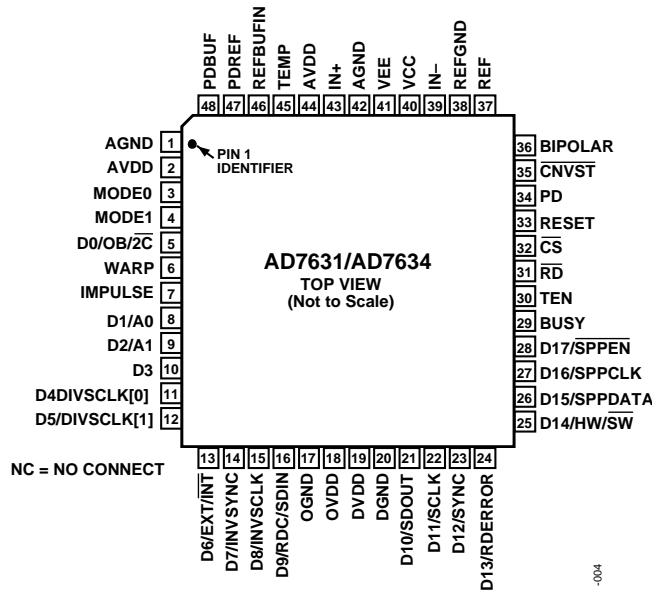 PDBUF
PDREF
REFBUFIN
TEMP
AVDD
IN+
AGND
VEE
VCC
IN–
REFGND
REF
48 47 46 45 44 43 42 41 40 39 38 37
AGND 1
AVDD 2
MODE0 3
MODE1 4
D0/OB/2C 5
WARP 6
IMPULSE 7
D1/A0 8
D2/A1 9
D3 10
D4DIVSCLK[0] 11
D5/DIVSCLK[1] 12
PIN 1
IDENTIFIER
AD7631/AD7634
TOP VIEW
(Not to Scale)
36 BIPOLAR
35 CNVST
34 PD
33 RESET
32 CS
31 RD
30 TEN
29 BUSY
28 D17/SPPEN
27 D16/SPPCLK
26 D15/SPPDATA
25 D14/HW/SW
NC = NO CONNECT
13 14 15 16 17 18 19 20 21 22 23 24
D6/EXT/INT
D7/INVSYNC
D8/INVSCLK
D9/RDC/SDIN
OGND
OVDD
DVDD
DGND
D10/SDOUT
D11/SCLK
D12/SYNC
D13/RDERROR
-004